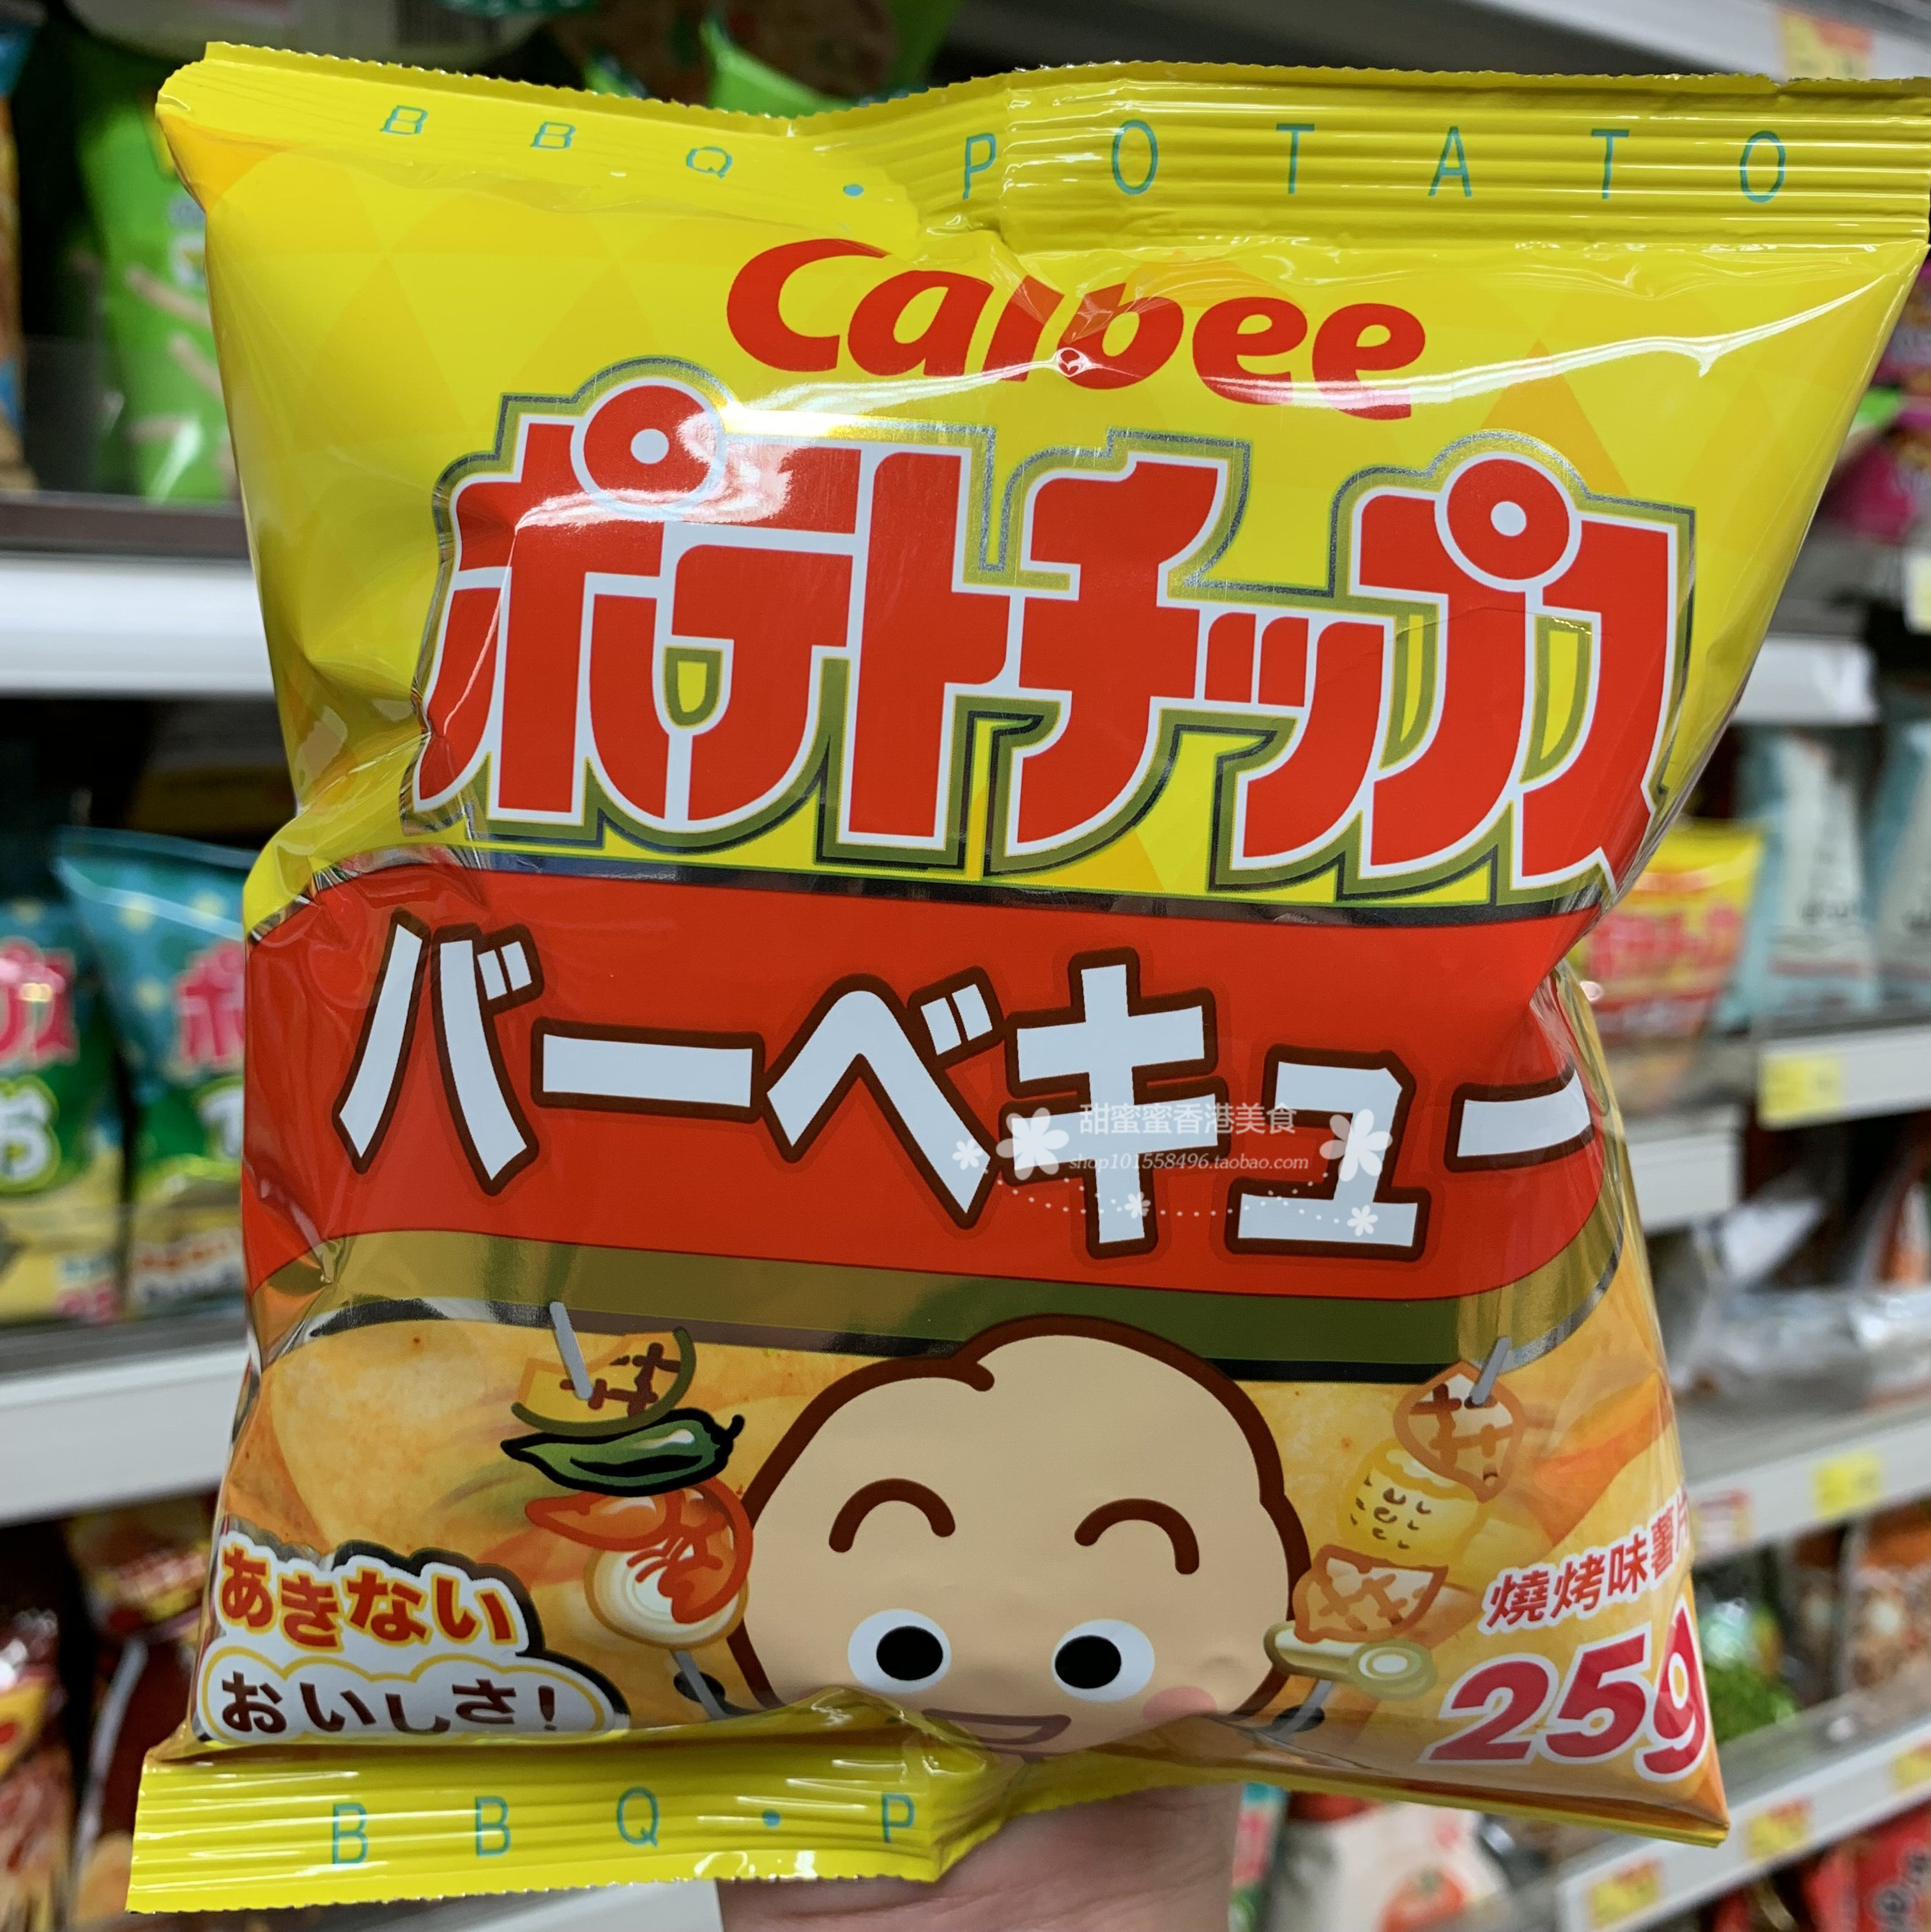 BBQ・POTATO
Calbee
ポテトチップス
バーベキュー
甜蜜蜜香港美食
shop101558496.taobao.com
あきない
おいしさ!
燒烤味薯片
25g
BBQ・P